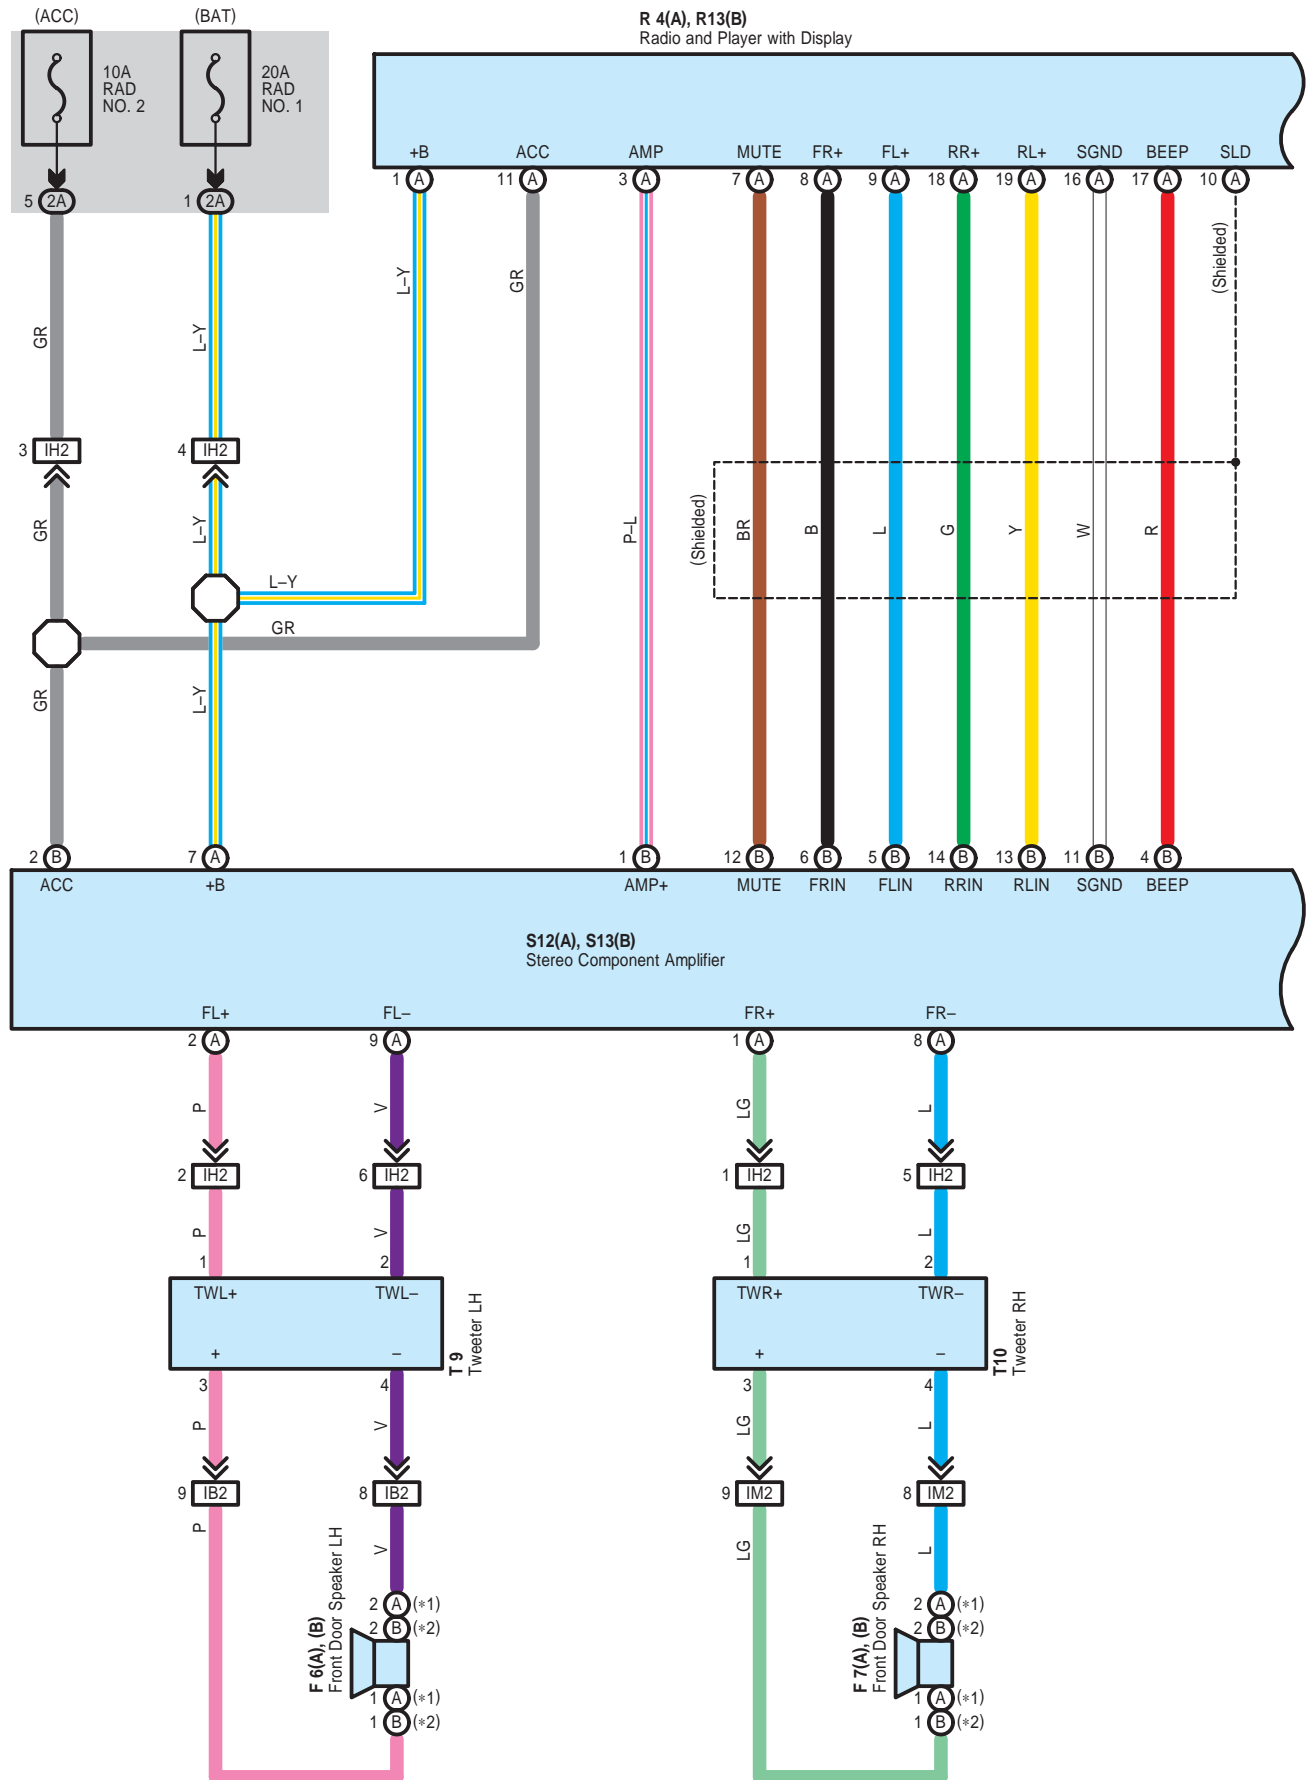 (ACC)
(BAT)
R 4(A), R13(B)
Radio and Player with Display
10A
RAD
NO. 2
20A
RAD
NO. 1
+B
ACC
AMP
MUTE
FR+
FL+
RR+
RL+
SGND
BEEP
SLD
1 A
11 A
3 A
7 A
8 A
9 A
18 A
19 A
16 A
17 A
10 A
5 2A
1 2A
L–Y
GR
(Shielded)
GR
L–Y
3 IH2
4 IH2
GR
L–Y
P–L
(Shielded)
BR
B
L
G
Y
W
R
L–Y
GR
GR
L–Y
2 B
7 A
1 B
12 B
6 B
5 B
14 B
13 B
11 B
4 B
ACC
+B
AMP+
MUTE
FRIN
FLIN
RRIN
RLIN
SGND
BEEP
S12(A), S13(B)
Stereo Component Amplifier
FL+
FL–
FR+
FR–
2 A
9 A
1 A
8 A
P
V
LG
L
2 IH2
6 IH2
1 IH2
5 IH2
P
V
LG
L
1
2
1
2
TWL+
TWL–
TWR+
TWR–
+
–
+
–
T 9
Tweeter LH
T10
Tweeter RH
3
4
3
4
P
V
LG
L
9 IB2
8 IB2
9 IM2
8 IM2
P
V
LG
L
F 6(A), (B)
Front Door Speaker LH
F 7(A), (B)
Front Door Speaker RH
2 A (*1)
2 A (*1)
2 B (*2)
2 B (*2)
1 A (*1)
1 A (*1)
1 B (*2)
1 B (*2)